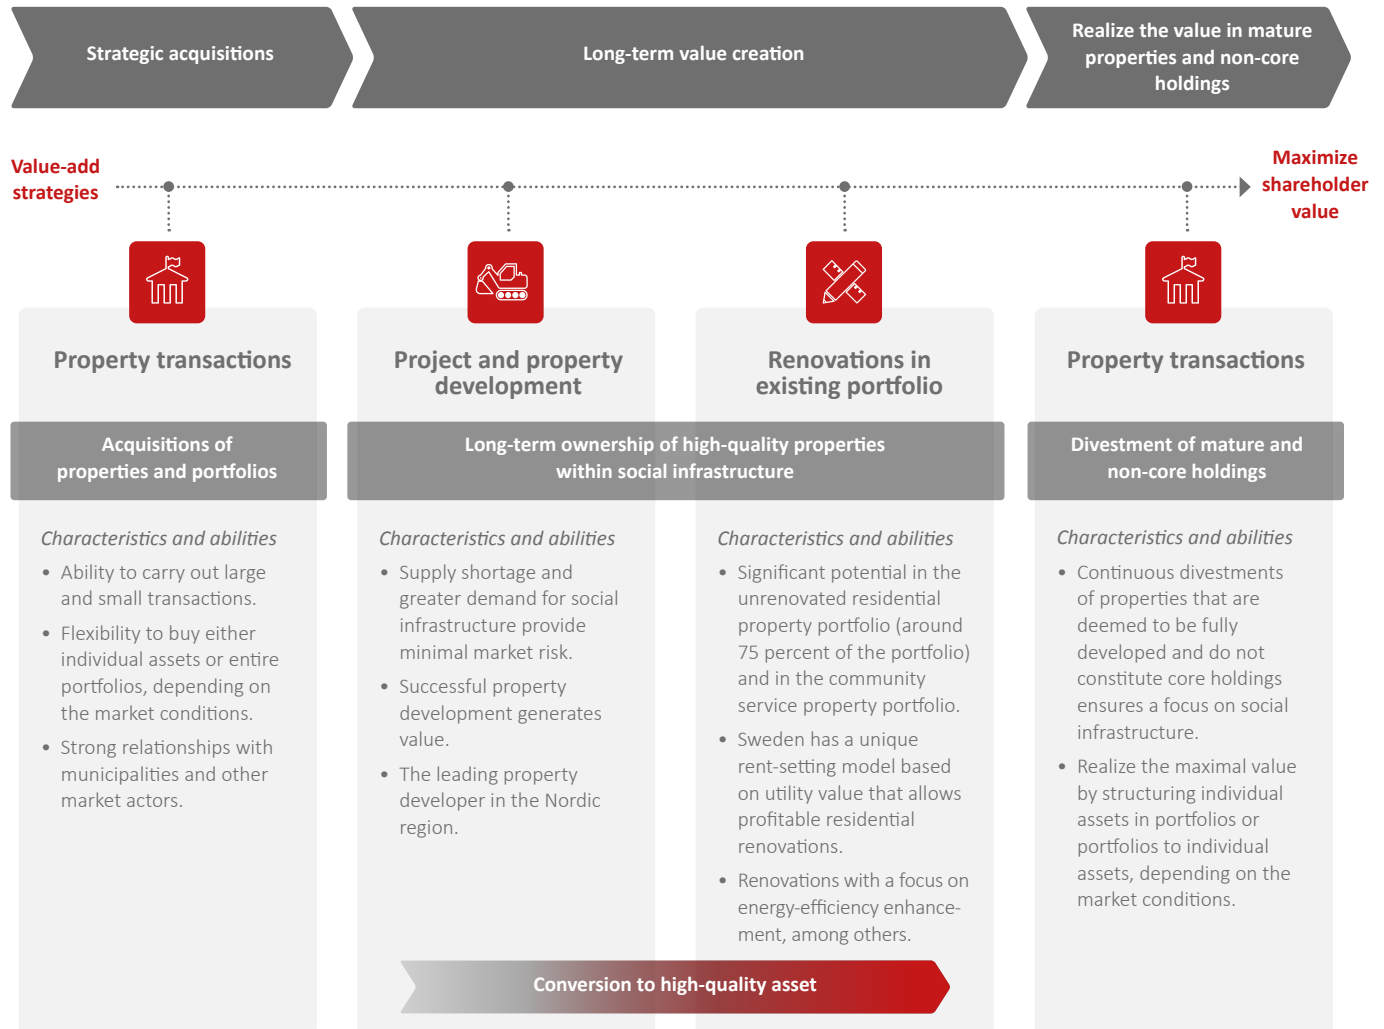 Strategic acquisitions
Long-term value creation
Realize the value in mature
properties and non-core
holdings
Value-add
strategies
Maximize
shareholder
value
Property transactions
Acquisitions of
properties and portfolios
Characteristics and abilities
• Ability to carry out large
and small transactions.
• Flexibility to buy either
individual assets or entire
portfolios, depending on
the market conditions.
• Strong relationships with
municipalities and other
market actors.
Project and property
development
Renovations in
existing portfolio
Long-term ownership of high-quality properties
within social infrastructure
Characteristics and abilities
• Supply shortage and
greater demand for social
infrastructure provide
minimal market risk.
• Successful property
development generates
value.
• The leading property
developer in the Nordic
region.
Characteristics and abilities
• Significant potential in the
unrenovated residential
property portfolio (around
75 percent of the portfolio)
and in the community
service property portfolio.
• Sweden has a unique
rent-setting model based
on utility value that allows
profitable residential
renovations.
• Renovations with a focus on
energy-efficiency enhance-
ment, among others.
Conversion to high-quality asset
Property transactions
Divestment of mature and
non-core holdings
Characteristics and abilities
• Continuous divestments
of properties that are
deemed to be fully
developed and do not
constitute core holdings
ensures a focus on social
infrastructure.
• Realize the maximal value
by structuring individual
assets in portfolios or
portfolios to individual
assets, depending on the
market conditions.